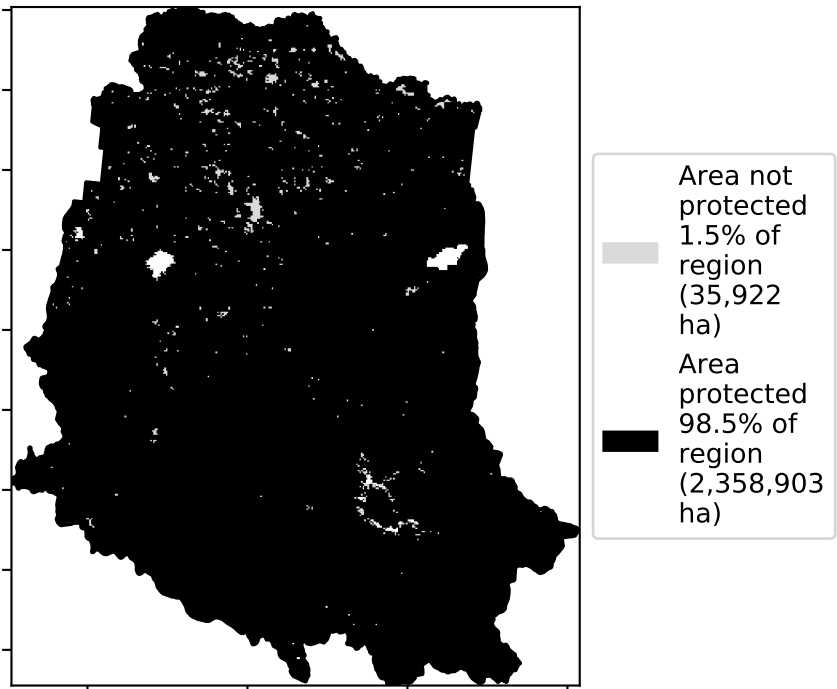 Area not
protected
1.5% of
region
(35,922
ha)
Area
protected
98.5% of
region
(2,358,903
ha)